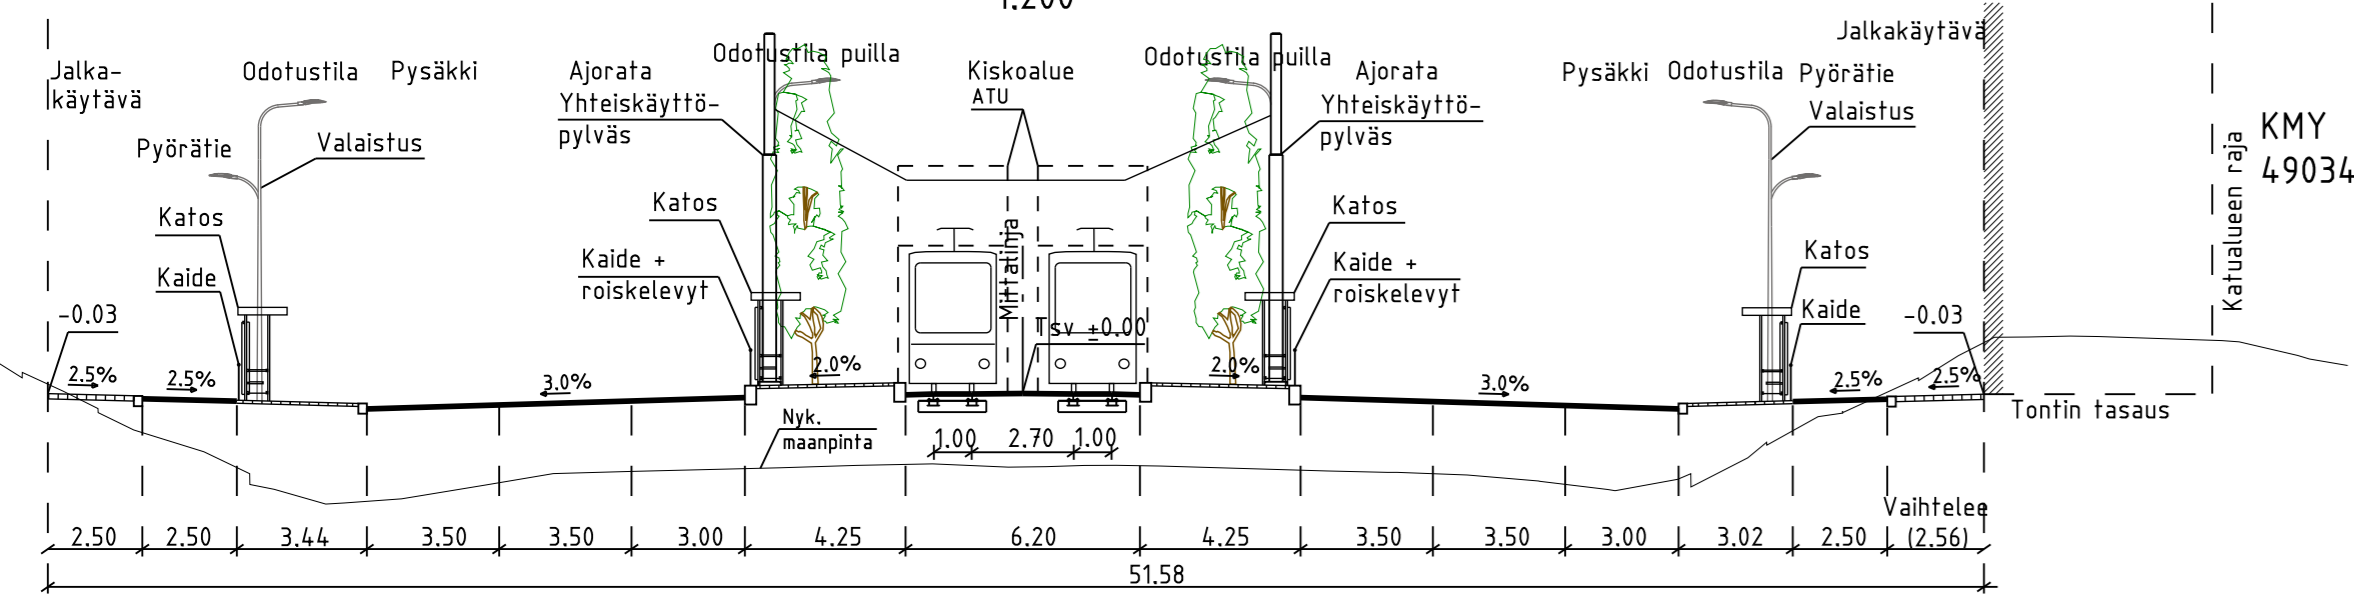 1:200
Jalka-
käytävä
Odotustila
Pysäkki
Ajorata
Odotustila puilla
Kiskoalue
Odotustila puilla
Ajorata
Pysäkki
Odotustila
Jalkakäytävä
Pyörätie
Yhteiskäyttö-
pylväs
ATU
Yhteiskäyttö-
pylväs
Valaistus
KMY
49034
Pyörätie
Valaistus
Katualueen raja
Katos
Katos
Katos
Katos
Kaide
Kaide +
roiskelevyt
Mittalinja
Kaide +
roiskelevyt
Kaide
-0.03
Tsv ±0.00
-0.03
2.5%
2.5%
3.0%
2.0%
2.0%
3.0%
2.5%
2.5%
Nyk.
maanpinta
Tontin tasaus
1.00 2.70 1.00
Vaihtelee
2.50 2.50 3.44 3.50 3.50 3.00 4.25 6.20 4.25 3.50 3.50 3.00 3.02 2.50 (2.56)
51.58